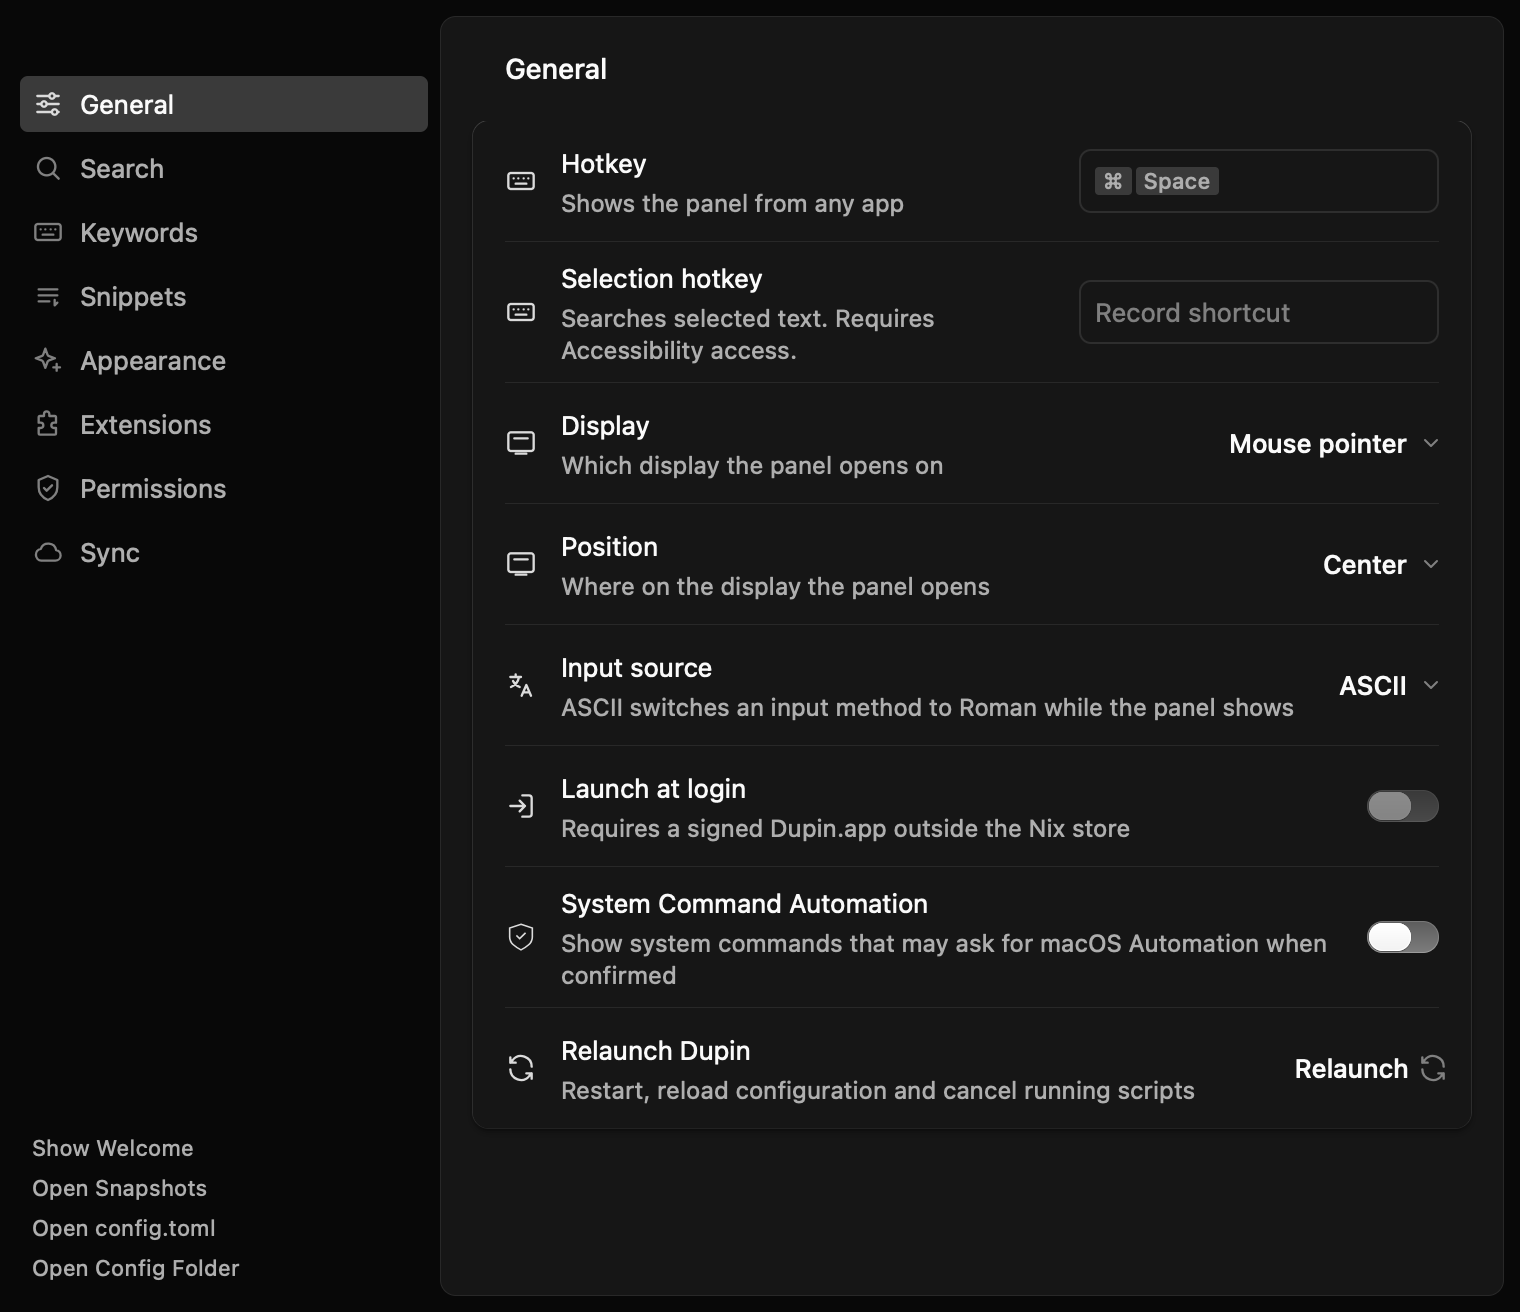 General
Search
Keywords
Snippets
Appearance
Extensions
Permissions
Sync
Show Welcome
Open Snapshots
Open config.toml
Open Config Folder
General
Hotkey
Shows the panel from any app
⌘ Space
Selection hotkey
Searches selected text. Requires
Accessibility access.
Record shortcut
Display
Which display the panel opens on
Mouse pointer
Position
Where on the display the panel opens
Center
Input source
ASCII switches an input method to Roman while the panel shows
ASCII
Launch at login
Requires a signed Dupin.app outside the Nix store
System Command Automation
Show system commands that may ask for macOS Automation when
confirmed
Relaunch Dupin
Restart, reload configuration and cancel running scripts
Relaunch